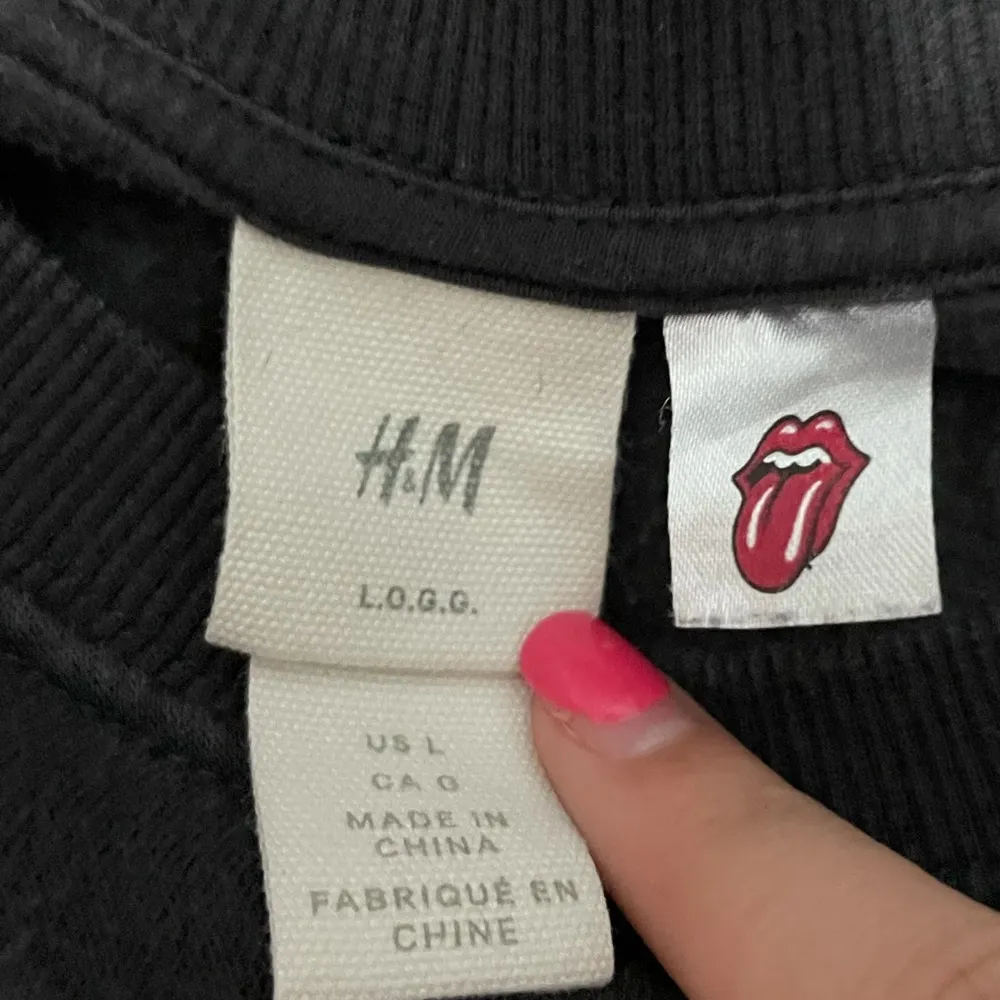 H&M
L.O.G.G.
US L
CA G
MADE IN
CHINA
FABRIQUÉ EN
CHINE